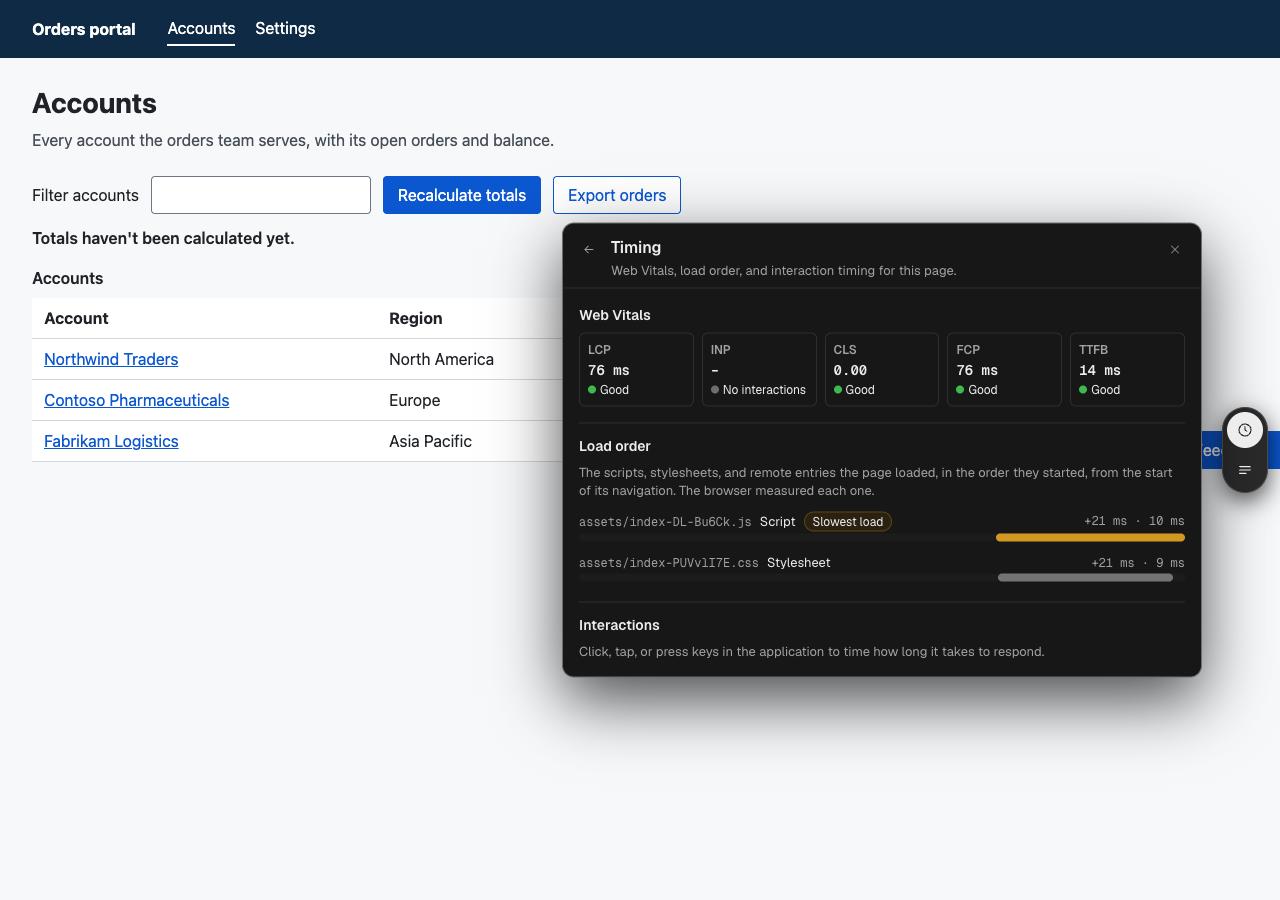 Orders portal
Accounts
Settings
Accounts
Every account the orders team serves, with its open orders and balance.
Filter accounts
Recalculate totals
Export orders
Totals haven't been calculated yet.
Accounts
Account
Region
Northwind Traders
North America
Contoso Pharmaceuticals
Europe
Fabrikam Logistics
Asia Pacific
Timing
Web Vitals, load order, and interaction timing for this page.
Web Vitals
LCP
76 ms
Good
INP
–
No interactions
CLS
0.00
Good
FCP
76 ms
Good
TTFB
14 ms
Good
Load order
The scripts, stylesheets, and remote entries the page loaded, in the order they started, from the start
of its navigation. The browser measured each one.
assets/index-DL-Bu6Ck.js Script Slowest load +21 ms · 10 ms
assets/index-PUVvlI7E.css Stylesheet +21 ms · 9 ms
Interactions
Click, tap, or press keys in the application to time how long it takes to respond.